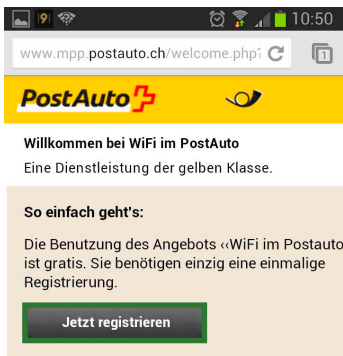 10:50
www.mpp.postauto.ch/welcome.php?
1
PostAuto
Willkommen bei WiFi im PostAuto
Eine Dienstleistung der gelben Klasse.
So einfach geht's:
Die Benutzung des Angebots ‹‹WiFi im Postauto
ist gratis. Sie benötigen einzig eine einmalige
Registrierung.
Jetzt registrieren